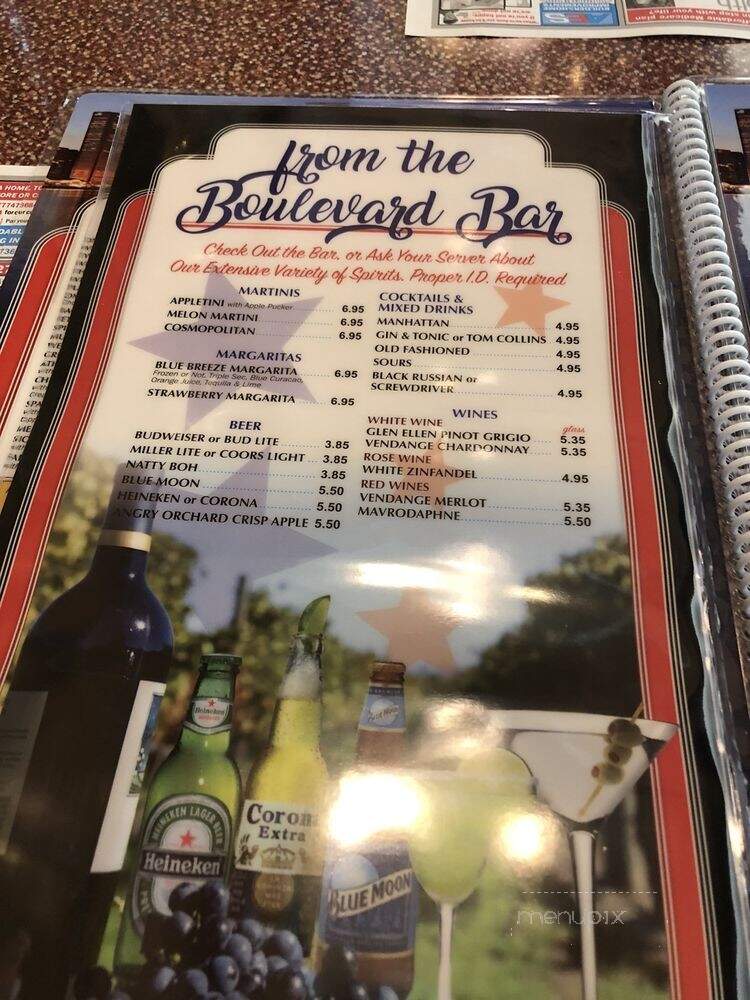 from the
Boulevard Bar
Check Out the Bar, or Ask Your Server About
Our Extensive Variety of Spirits. Proper I.D. Required
MARTINIS
APPLETINI with Apple Pucker 6.95
MELON MARTINI 6.95
COSMOPOLITAN 6.95
MARGARITAS
BLUE BREEZE MARGARITA 6.95
Frozen or Not, Triple Sec, Blue Curacao,
Orange Juice, Tequila & Lime
STRAWBERRY MARGARITA 6.95
BEER
BUDWEISER or BUD LITE 3.85
MILLER LITE or COORS LIGHT 3.85
NATTY BOH 3.85
BLUE MOON 5.50
HEINEKEN or CORONA 5.50
ANGRY ORCHARD CRISP APPLE 5.50
COCKTAILS &
MIXED DRINKS
MANHATTAN 4.95
GIN & TONIC or TOM COLLINS 4.95
OLD FASHIONED 4.95
SOURS 4.95
BLACK RUSSIAN or
SCREWDRIVER 4.95
WINES
WHITE WINE glass
GLEN ELLEN PINOT GRIGIO 5.35
VENDANGE CHARDONNAY 5.35
ROSE WINE
WHITE ZINFANDEL 4.95
RED WINES
VENDANGE MERLOT 5.35
MAVRODAPHNE 5.50
Heineken
HEINEKEN LAGER BEER
Heineken
Corona
Extra
Blue Moon
BLUE MOON
menupix